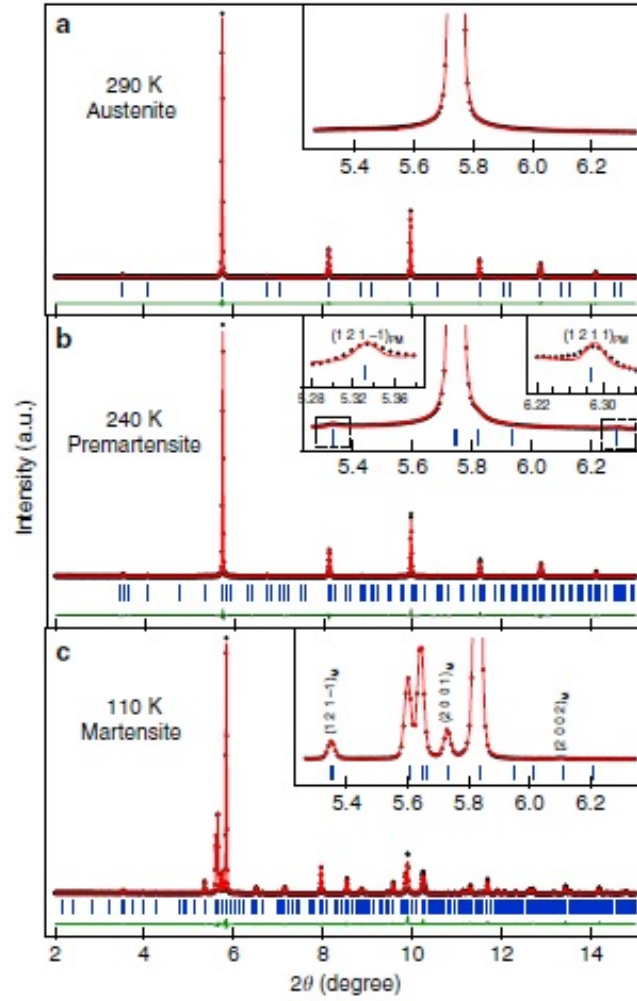 a
290 K
Austenite
5.4 5.6 5.8 6.0 6.2
b
240 K
Premartensite
(1 2 1 −1)PM
5.28 5.32 5.36
(1 2 1 1)PM
6.22 6.30
5.4 5.6 5.8 6.0 6.2
c
110 K
Martensite
(1 2 1 −1)M
(2 0 0 1)M
(2 0 0 2)M
5.4 5.6 5.8 6.0 6.2
Intensity (a.u.)
2 4 6 8 10 12 14
2θ (degree)